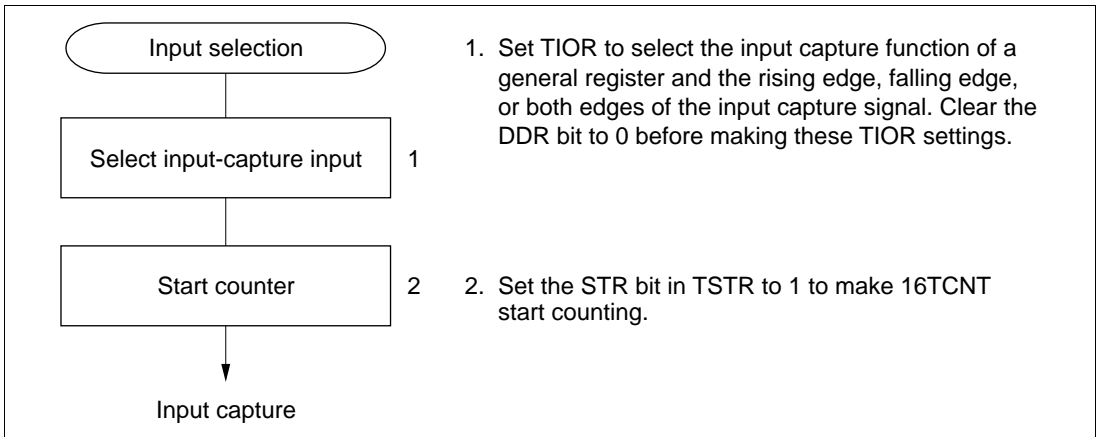 Input selection
Select input-capture input 1
Start counter 2
Input capture
1. Set TIOR to select the input capture function of a
general register and the rising edge, falling edge,
or both edges of the input capture signal. Clear the
DDR bit to 0 before making these TIOR settings.
2. Set the STR bit in TSTR to 1 to make 16TCNT
start counting.